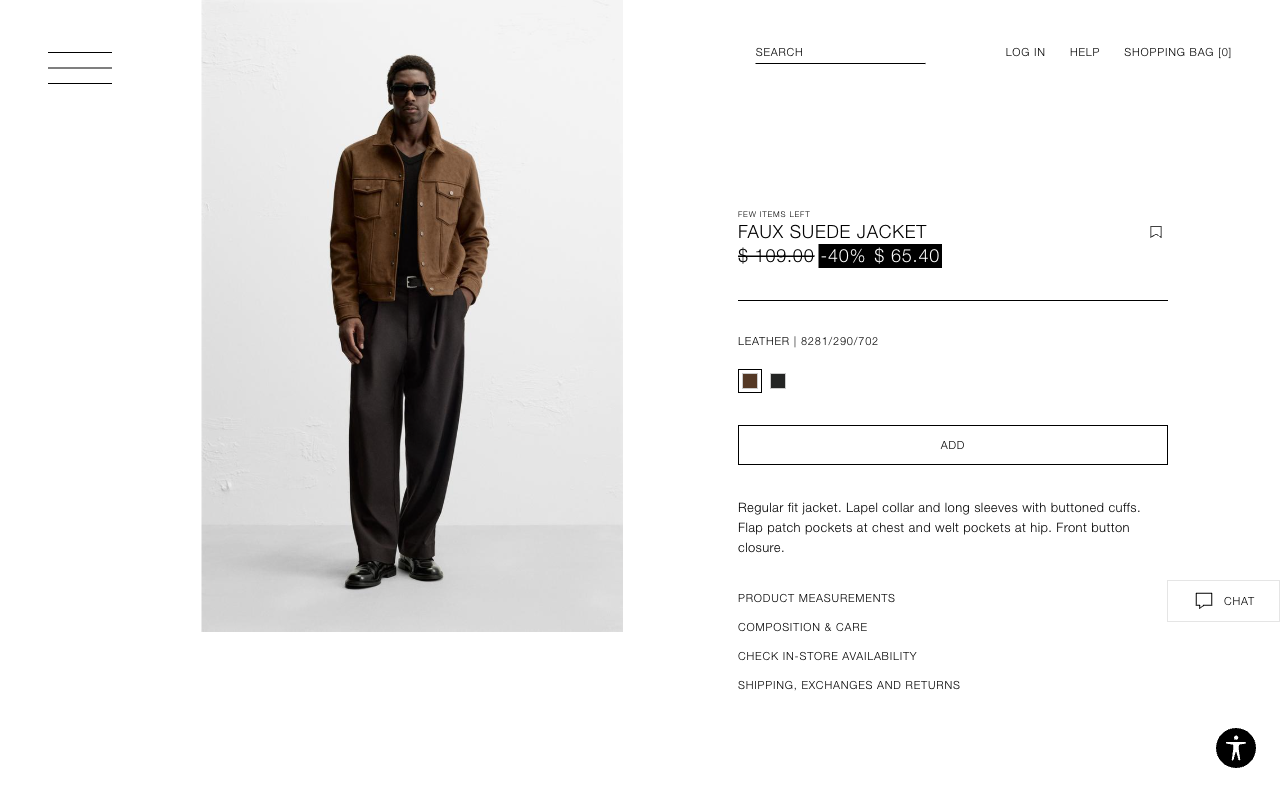 SEARCH
LOG IN
HELP
SHOPPING BAG [0]
FEW ITEMS LEFT
FAUX SUEDE JACKET
$ 109.00 -40% $ 65.40
LEATHER | 8281/290/702
ADD
Regular fit jacket. Lapel collar and long sleeves with buttoned cuffs.
Flap patch pockets at chest and welt pockets at hip. Front button
closure.
PRODUCT MEASUREMENTS
CHAT
COMPOSITION & CARE
CHECK IN-STORE AVAILABILITY
SHIPPING, EXCHANGES AND RETURNS